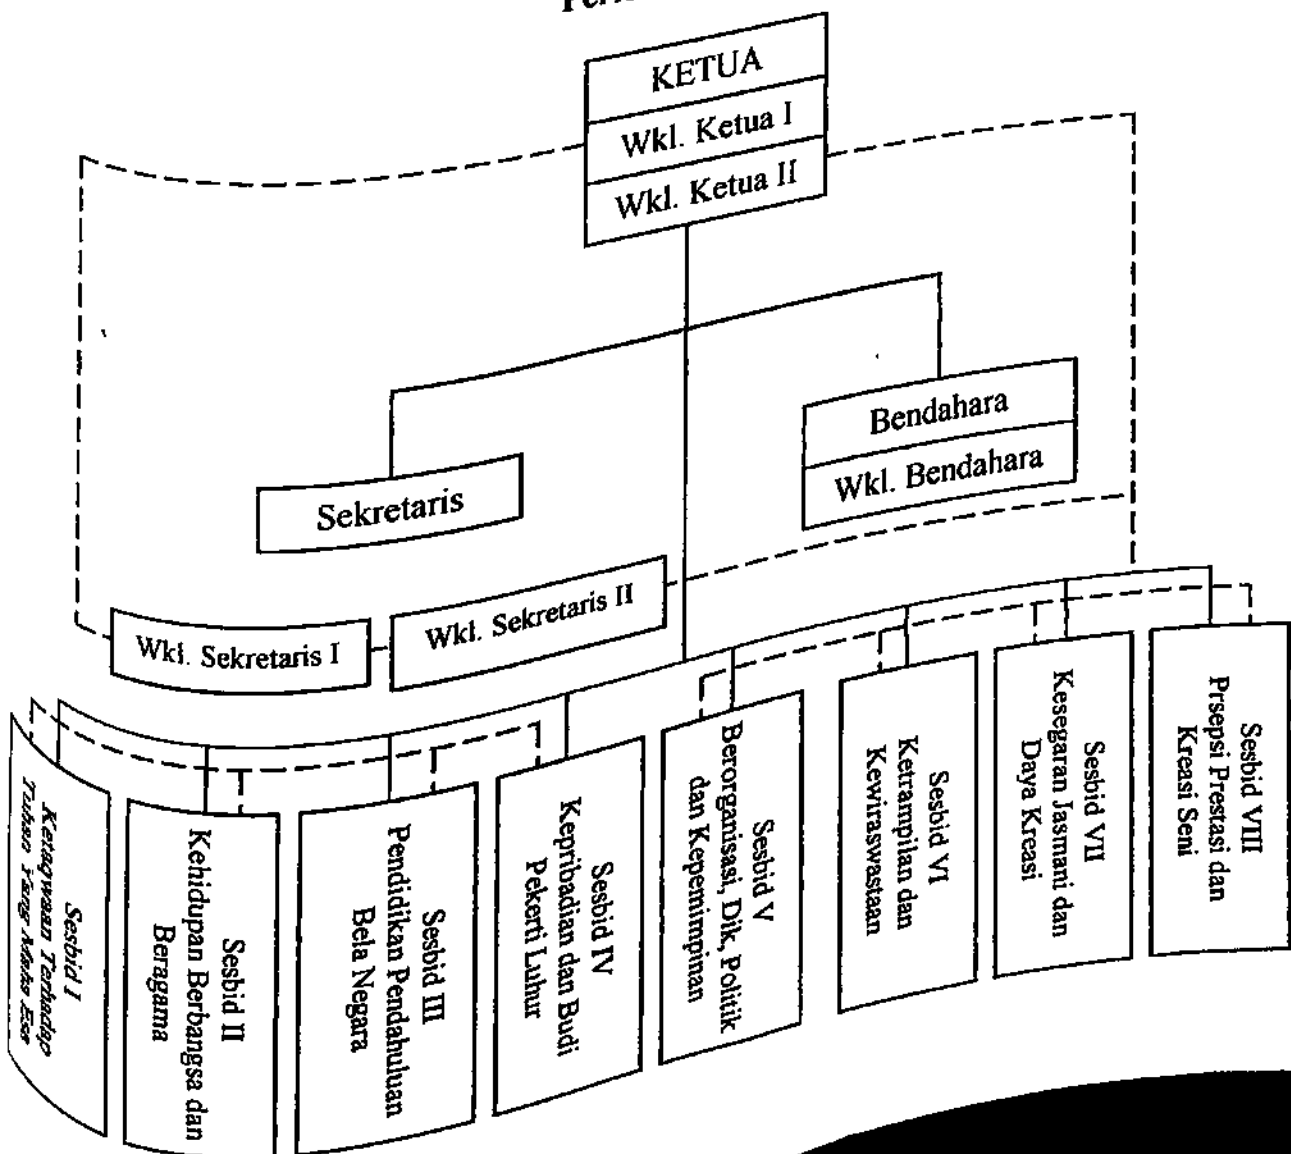 KETUA
Wkl. Ketua I
Wkl. Ketua II
Bendahara
Wkl. Bendahara
Sekretaris
Wkl. Sekretaris I
Wkl. Sekretaris II
Sesbid I
Ketaqwaan Terhadap
Tuhan Yang Maha Esa
Sesbid II
Kehidupan Berbangsa dan
Beragama
Sesbid III
Pendidikan Pendahuluan
Bela Negara
Sesbid IV
Kepribadian dan Budi
Pekerti Luhur
Sesbid V
Berorganisasi, Dik, Politik
dan Kepemimpinan
Sesbid VI
Ketrampilan dan
Kewiraswastaan
Sesbid VII
Kesegaran Jasmani dan
Daya Kreasi
Sesbid VIII
Prsepsi Prestasi dan
Kreasi Seni